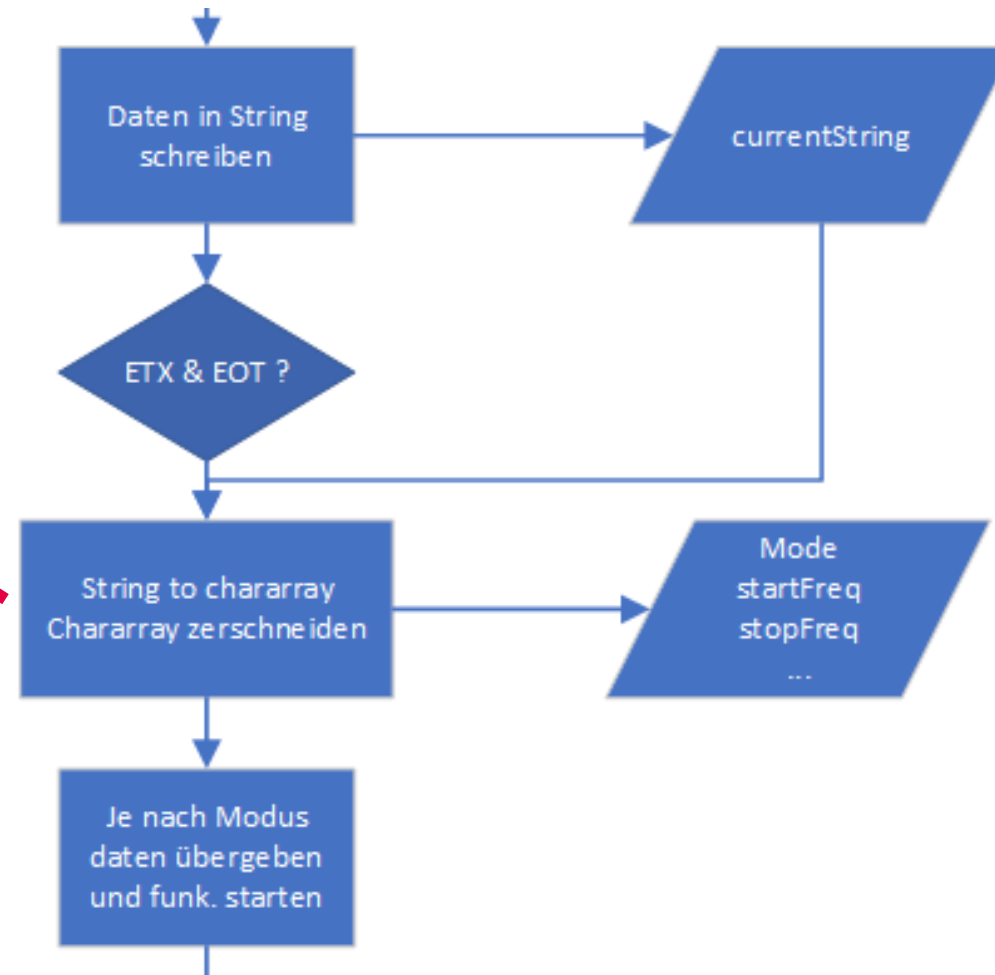 Daten in String
schreiben
currentString
ETX & EOT ?
String to chararray
Chararray zerschneiden
Mode
startFreq
stopFreq
...
Je nach Modus
daten übergeben
und funk. starten